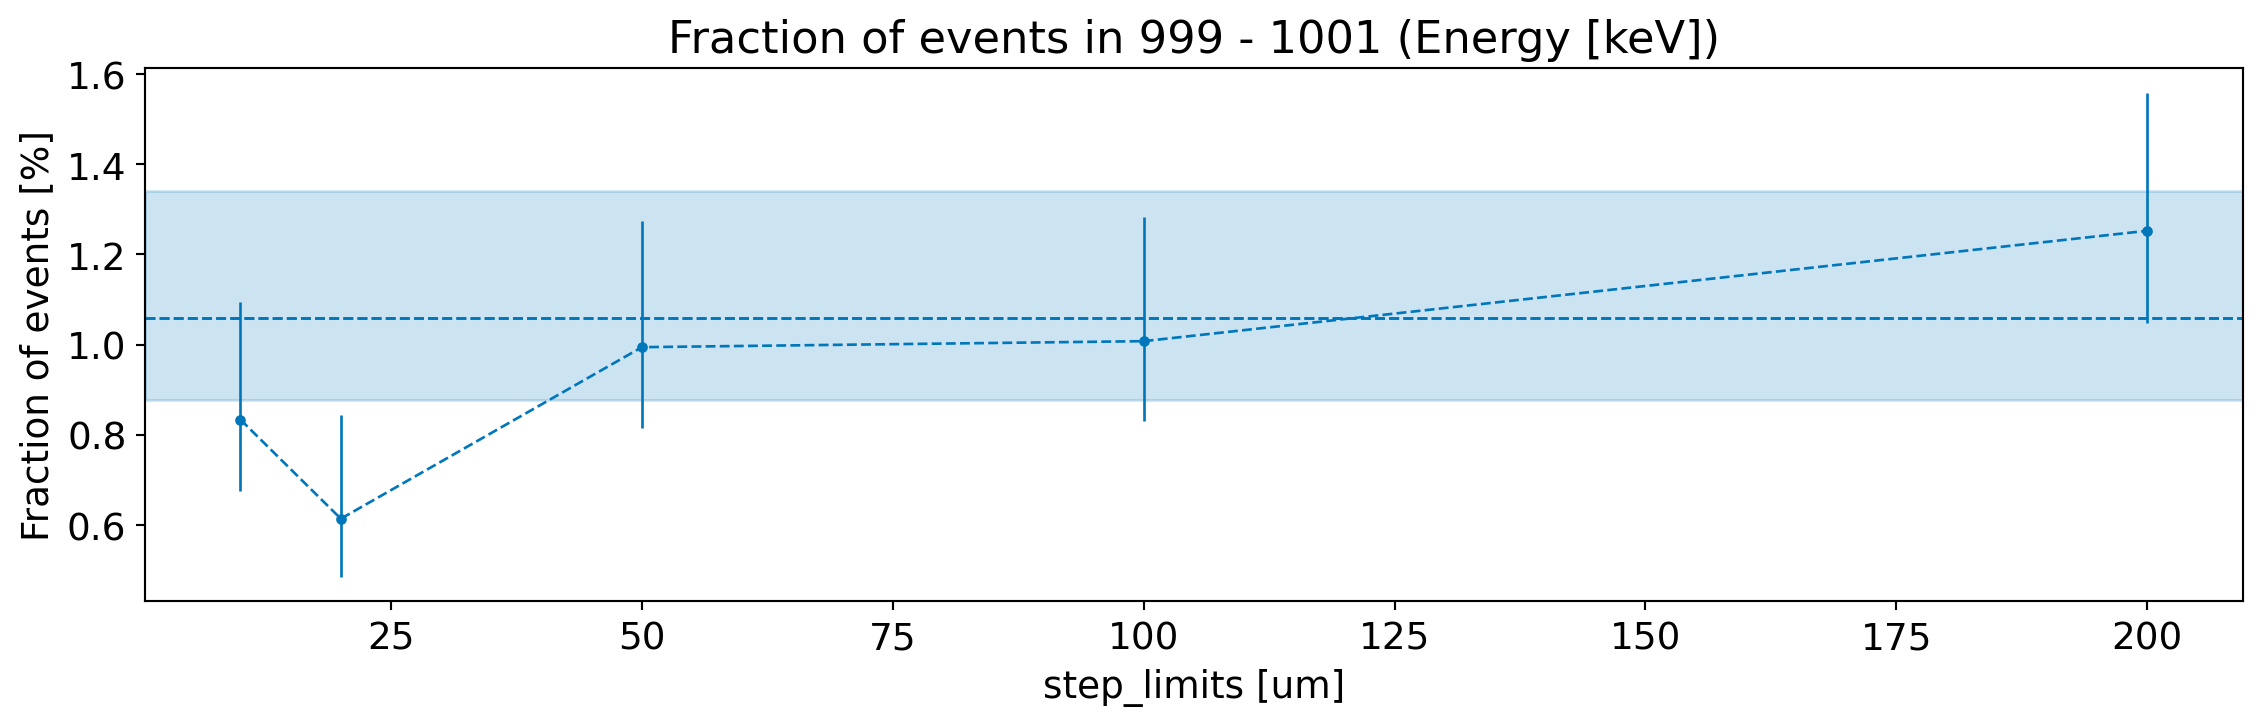 Fraction of events in 999 - 1001 (Energy [keV])
Fraction of events [%]
1.6
1.4
1.2
1.0
0.8
0.6
25 50 75 100 125 150 175 200
step_limits [um]